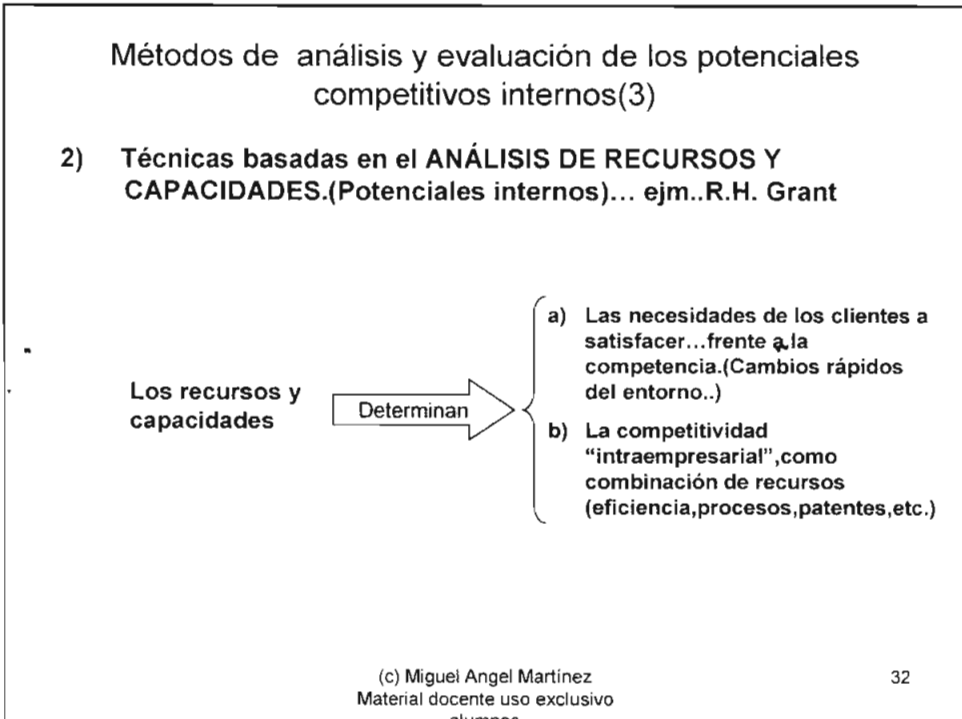 Métodos de análisis y evaluación de los potenciales
competitivos internos(3)
2) Técnicas basadas en el ANÁLISIS DE RECURSOS Y
CAPACIDADES.(Potenciales internos)... ejm..R.H. Grant
Los recursos y
capacidades
Determinan
a) Las necesidades de los clientes a
satisfacer...frente a la
competencia.(Cambios rápidos
del entorno..)
b) La competitividad
“intraempresarial”,como
combinación de recursos
(eficiencia,procesos,patentes,etc.)
(c) Miguel Angel Martínez
Material docente uso exclusivo
alumnos
32